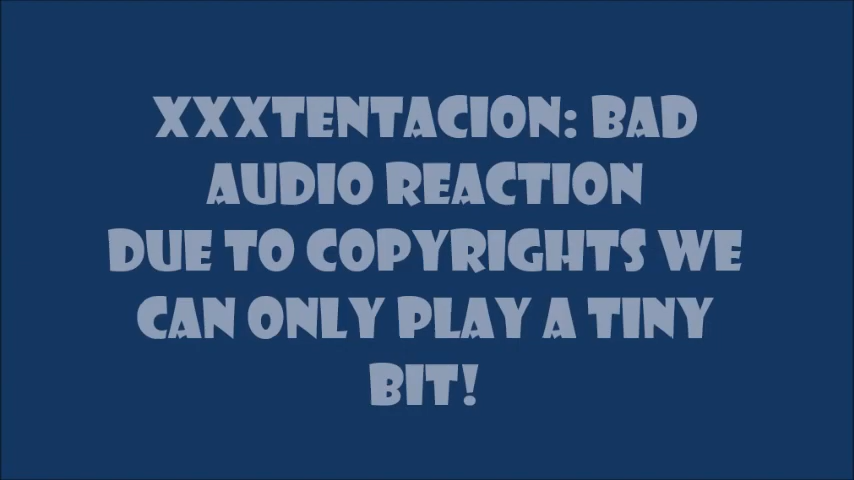 XXXTENTACION: BAD
AUDIO REACTION
DUE TO COPYRIGHTS WE
CAN ONLY PLAY A TINY
BIT!